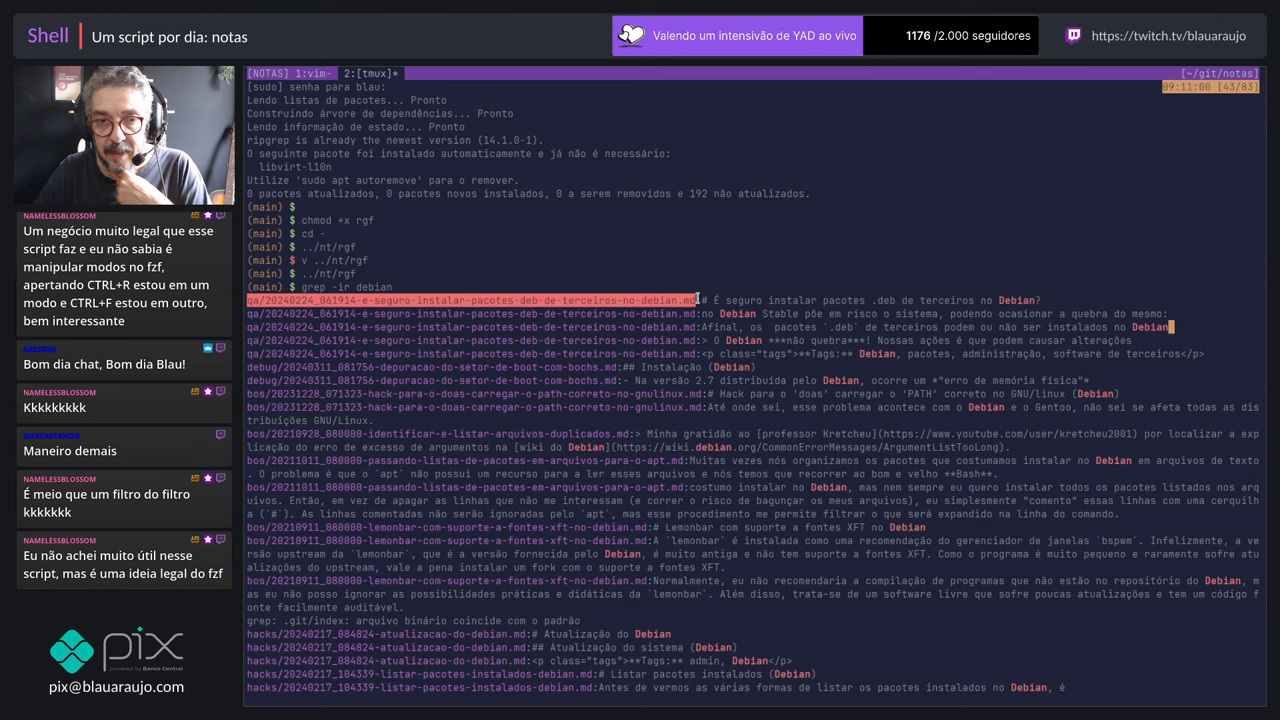 Shell
Um script por dia: notas
Valendo um intensivão de YAD ao vivo
1176 /2.000 seguidores
https://twitch.tv/blauaraujo
[NOTAS] 1:vim- 2:[tmux]* [~/git/notas]
[sudo] senha para blau: 09:11:00 [43/83]
Lendo listas de pacotes... Pronto
Construindo árvore de dependências... Pronto
Lendo informação de estado... Pronto
ripgrep is already the newest version (14.1.0-1).
O seguinte pacote foi instalado automaticamente e já não é necessário:
libvirt-l10n
Utilize 'sudo apt autoremove' para o remover.
0 pacotes atualizados, 0 pacotes novos instalados, 0 a serem removidos e 192 não atualizados.
(main) $
(main) $ chmod +x rgf
(main) $ cd -
(main) $ ../nt/rgf
(main) $ v ../nt/rgf
(main) $ ../nt/rgf
(main) $ grep -ir debian
qa/20240224_061914-e-seguro-instalar-pacotes-deb-de-terceiros-no-debian.md:# É seguro instalar pacotes .deb de terceiros no Debian?
qa/20240224_061914-e-seguro-instalar-pacotes-deb-de-terceiros-no-debian.md:no Debian Stable põe em risco o sistema, podendo ocasionar a quebra do mesmo:
qa/20240224_061914-e-seguro-instalar-pacotes-deb-de-terceiros-no-debian.md:Afinal, os  pacotes `.deb` de terceiros podem ou não ser instalados no Debian
qa/20240224_061914-e-seguro-instalar-pacotes-deb-de-terceiros-no-debian.md:> O Debian ***não quebra***! Nossas ações é que podem causar alterações
qa/20240224_061914-e-seguro-instalar-pacotes-deb-de-terceiros-no-debian.md:<p class="tags">**Tags:** Debian, pacotes, administração, software de terceiros</p>
debug/20240311_081756-depuracao-do-setor-de-boot-com-bochs.md:## Instalação (Debian)
debug/20240311_081756-depuracao-do-setor-de-boot-com-bochs.md:- Na versão 2.7 distribuída pelo Debian, ocorre um *"erro de memória física"*
bos/20231228_071323-hack-para-o-doas-carregar-o-path-correto-no-gnulinux.md:# Hack para o 'doas' carregar o 'PATH' correto no GNU/linux (Debian)
bos/20231228_071323-hack-para-o-doas-carregar-o-path-correto-no-gnulinux.md:Até onde sei, esse problema acontece com o Debian e o Gentoo, não sei se afeta todas as dis
tribuições GNU/linux.
bos/20210928_080000-identificar-e-listar-arquivos-duplicados.md:> Minha gratidão ao [professor Kretcheu](https://www.youtube.com/user/kretcheu2001) por localizar a exp
licação do erro de excesso de argumentos na [wiki do Debian](https://wiki.debian.org/CommonErrorMessages/ArgumentListTooLong).
bos/20210911_080000-passando-listas-de-pacotes-em-arquivos-para-o-apt.md:Muitas vezes nós organizamos os pacotes que costumamos instalar no Debian em arquivos de texto
. O problema é que o `apt` não possui um recurso para a ler esses arquivos e nós temos que recorrer ao bom e velho **Bash**.
bos/20210911_080000-passando-listas-de-pacotes-em-arquivos-para-o-apt.md:costumo instalar no Debian, mas nem sempre eu quero instalar todos os pacotes listados nos arq
uivos. Então, em vez de apagar as linhas que não me interessam (e correr o risco de bagunçar os meus arquivos), eu simplesmente "comento" essas linhas com uma cerquilh
a (`#`). As linhas comentadas não serão ignoradas pelo `apt`, mas esse procedimento me permite filtrar o que será expandido na linha do comando.
bos/20210911_080000-lemonbar-com-suporte-a-fontes-xft-no-debian.md:# Lemonbar com suporte a fontes XFT no Debian
bos/20210911_080000-lemonbar-com-suporte-a-fontes-xft-no-debian.md:A `lemonbar` é instalada como uma recomendação do gerenciador de janelas `bspwm`. Infelizmente, a ve
rsão upstream da `lemonbar`, que é a versão fornecida pelo Debian, é muito antiga e não tem suporte a fontes XFT. Como o programa é muito pequeno e raramente sofre atu
alizações do upstream, vale a pena instalar um fork com o suporte a fontes XFT.
bos/20210911_080000-lemonbar-com-suporte-a-fontes-xft-no-debian.md:Normalmente, eu não recomendaria a compilação de programas que não estão no repositório do Debian, m
as eu não posso ignorar as possibilidades práticas e didáticas da `lemonbar`. Além disso, trata-se de um software livre que sofre poucas atualizações e tem um código f
onte facilmente auditável.
grep: .git/index: arquivo binário coincide com o padrão
hacks/20240217_084824-atualizacao-do-debian.md:# Atualização do Debian
hacks/20240217_084824-atualizacao-do-debian.md:## Atualização do sistema (Debian)
hacks/20240217_084824-atualizacao-do-debian.md:<p class="tags">**Tags:** admin, Debian</p>
hacks/20240217_104339-listar-pacotes-instalados-debian.md:# Listar pacotes instalados (Debian)
hacks/20240217_104339-listar-pacotes-instalados-debian.md:Antes de vermos as várias formas de listar os pacotes instalados no Debian, é
NAMELESSBLOSSOM
Um negócio muito legal que esse
script faz e eu não sabia é
manipular modos no fzf,
apertando CTRL+R estou em um
modo e CTRL+F estou em outro,
bem interessante
Bom dia chat, Bom dia Blau!
NAMELESSBLOSSOM
Kkkkkkkkk
MAXCAETANOO
Maneiro demais
NAMELESSBLOSSOM
É meio que um filtro do filtro
kkkkkkk
NAMELESSBLOSSOM
Eu não achei muito útil nesse
script, mas é uma ideia legal do fzf
pix
powered by Banco Central
pix@blauaraujo.com